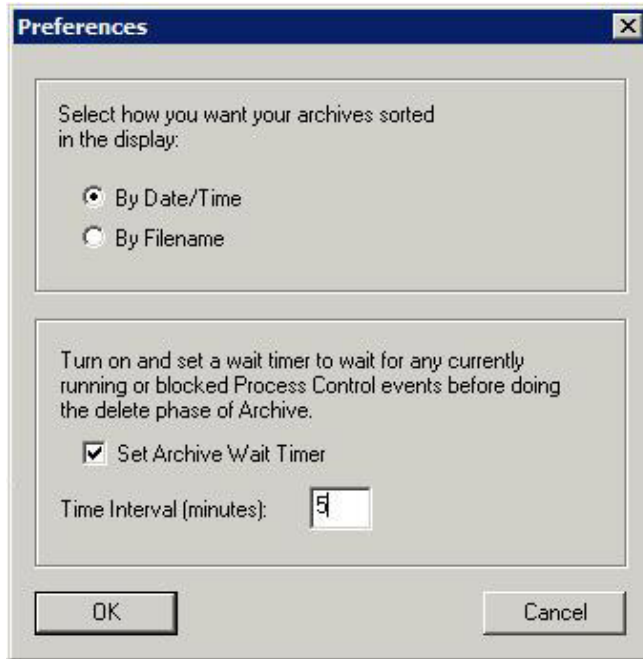 Preferences
Select how you want your archives sorted
in the display:
By Date/Time
By Filename
Turn on and set a wait timer to wait for any currently
running or blocked Process Control events before doing
the delete phase of Archive.
Set Archive Wait Timer
Time Interval (minutes): 5
OK Cancel